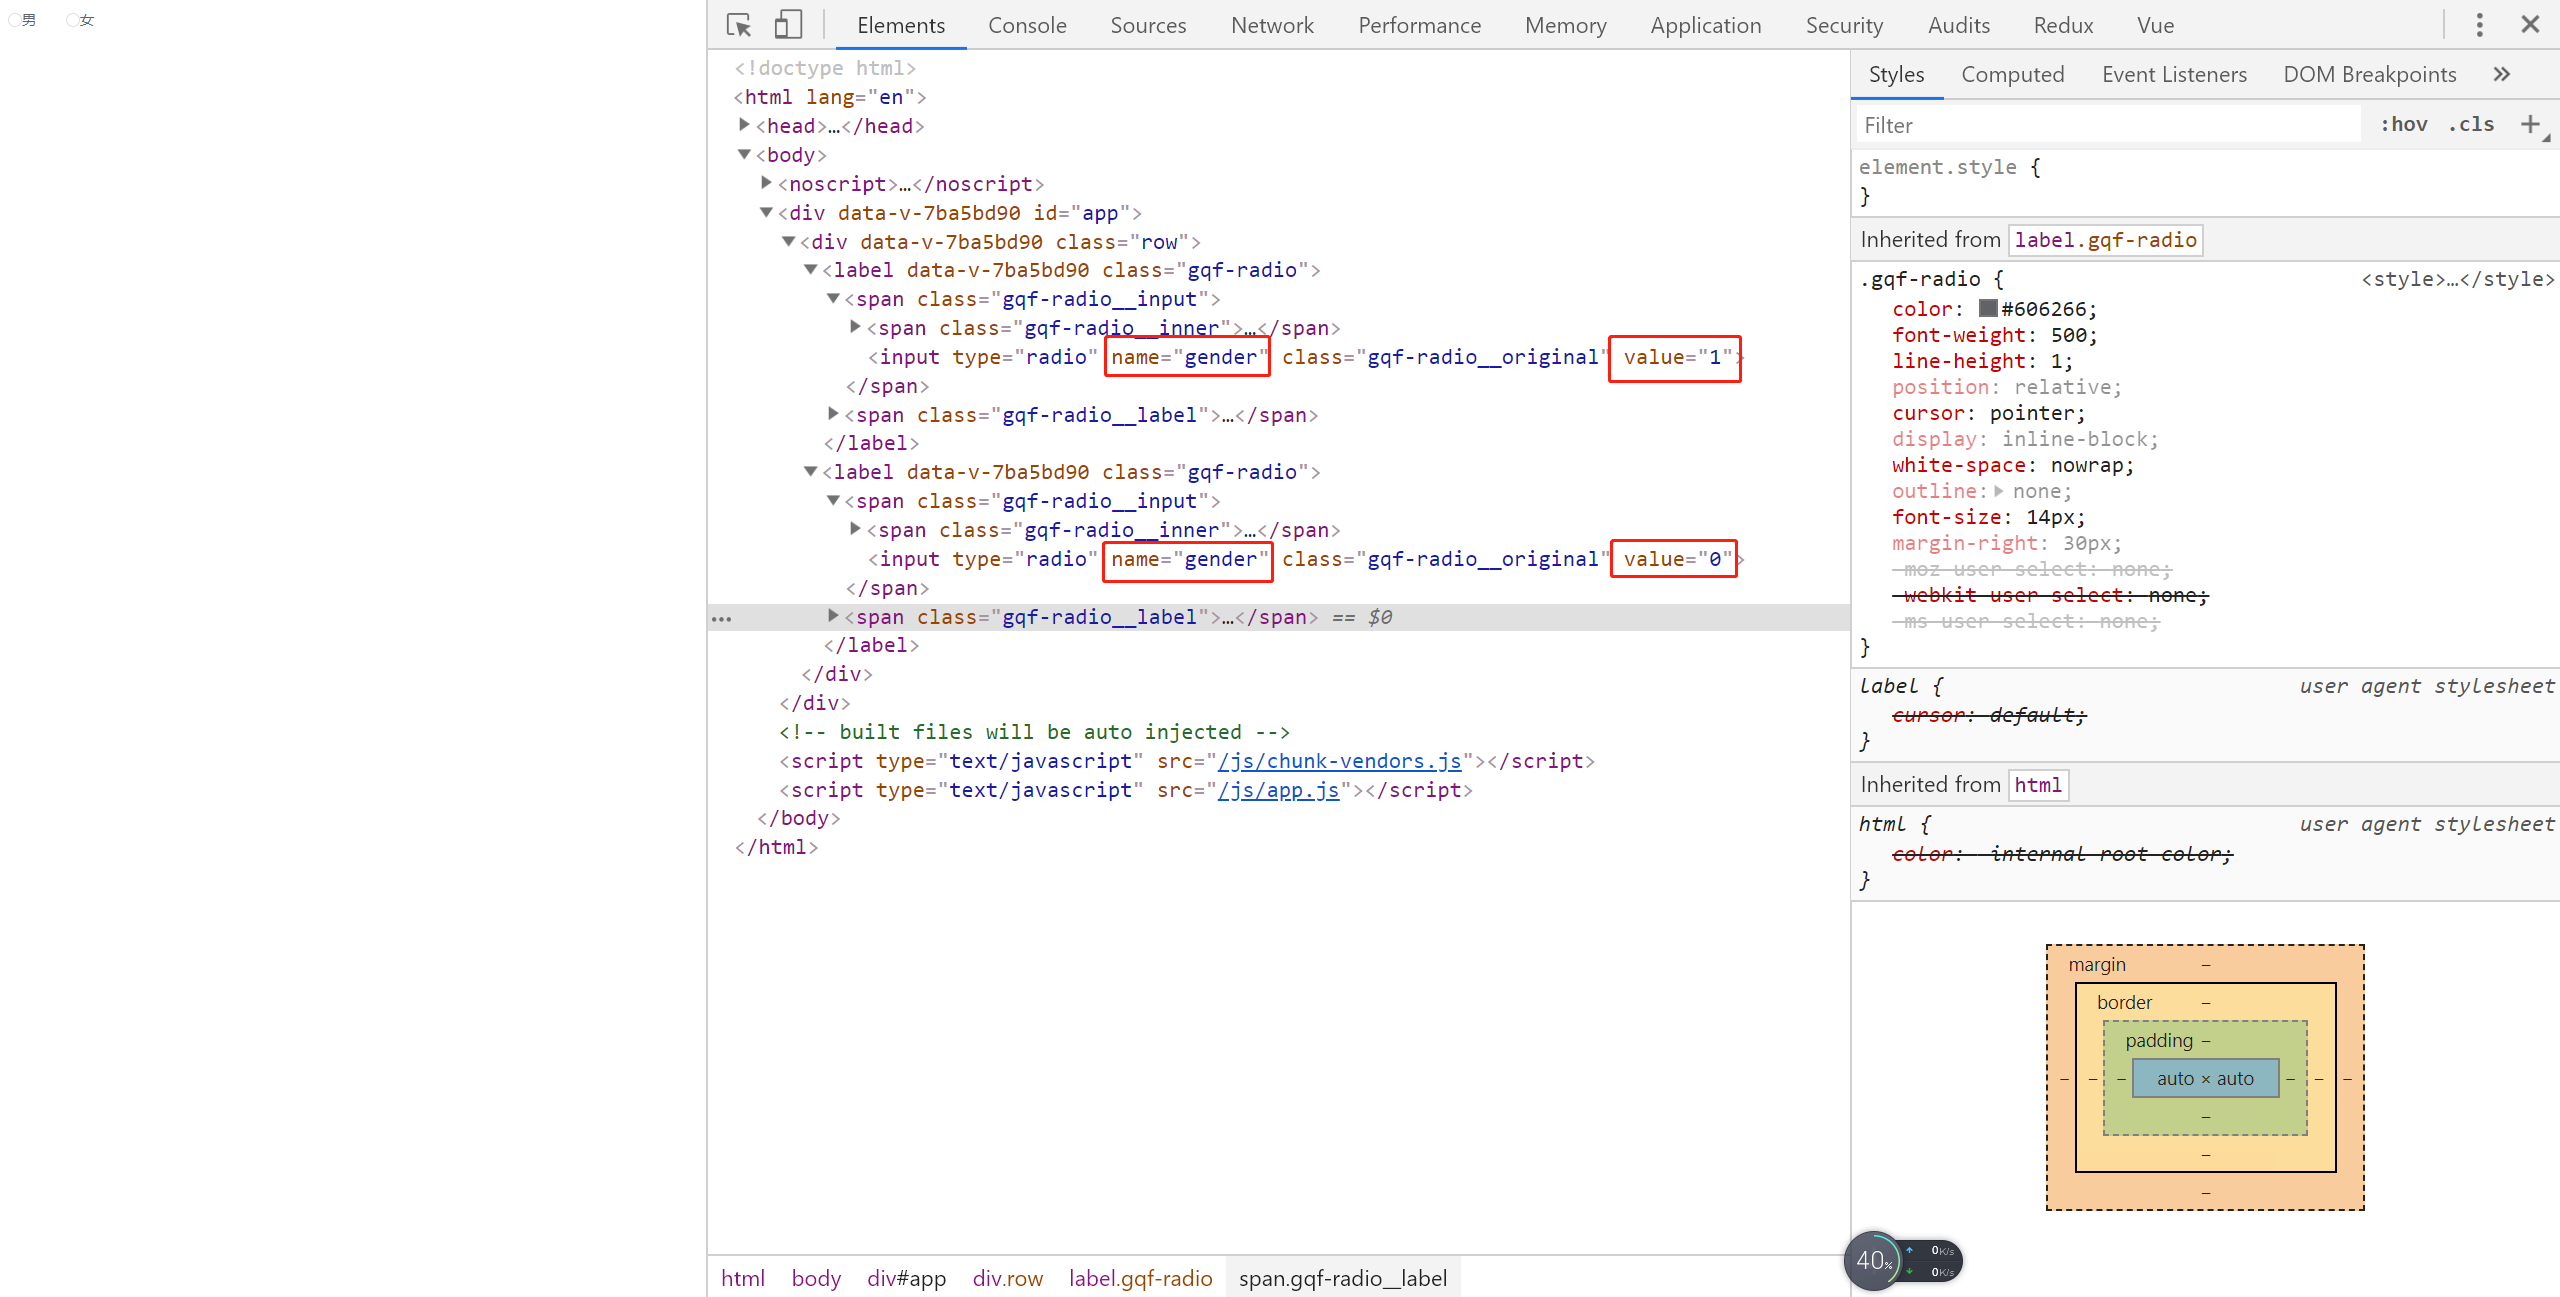 男 女
Elements Console Sources Network Performance Memory Application Security Audits Redux Vue
<!doctype html>
<html lang="en">
<head>…</head>
<body>
<noscript>…</noscript>
<div data-v-7ba5bd90 id="app">
<div data-v-7ba5bd90 class="row">
<label data-v-7ba5bd90 class="gqf-radio">
<span class="gqf-radio__input">
<span class="gqf-radio__inner">…</span>
<input type="radio" name="gender" class="gqf-radio__original" value="1">
</span>
<span class="gqf-radio__label">…</span>
</label>
<label data-v-7ba5bd90 class="gqf-radio">
<span class="gqf-radio__input">
<span class="gqf-radio__inner">…</span>
<input type="radio" name="gender" class="gqf-radio__original" value="0">
</span>
<span class="gqf-radio__label">…</span> == $0
</label>
</div>
</div>
<!-- built files will be auto injected -->
<script type="text/javascript" src="/js/chunk-vendors.js"></script>
<script type="text/javascript" src="/js/app.js"></script>
</body>
</html>
html body div#app div.row label.gqf-radio span.gqf-radio__label
Styles Computed Event Listeners DOM Breakpoints »
Filter :hov .cls +
element.style {
}
Inherited from label.gqf-radio
.gqf-radio { <style>…</style>
color: #606266;
font-weight: 500;
line-height: 1;
position: relative;
cursor: pointer;
display: inline-block;
white-space: nowrap;
outline: none;
font-size: 14px;
margin-right: 30px;
-moz-user-select: none;
-webkit-user-select: none;
-ms-user-select: none;
}
label { user agent stylesheet
cursor: default;
}
Inherited from html
html { user agent stylesheet
color: -internal-root-color;
}
margin –
border –
padding –
– – – auto × auto – – –
–
–
–
40% 0K/s
0K/s